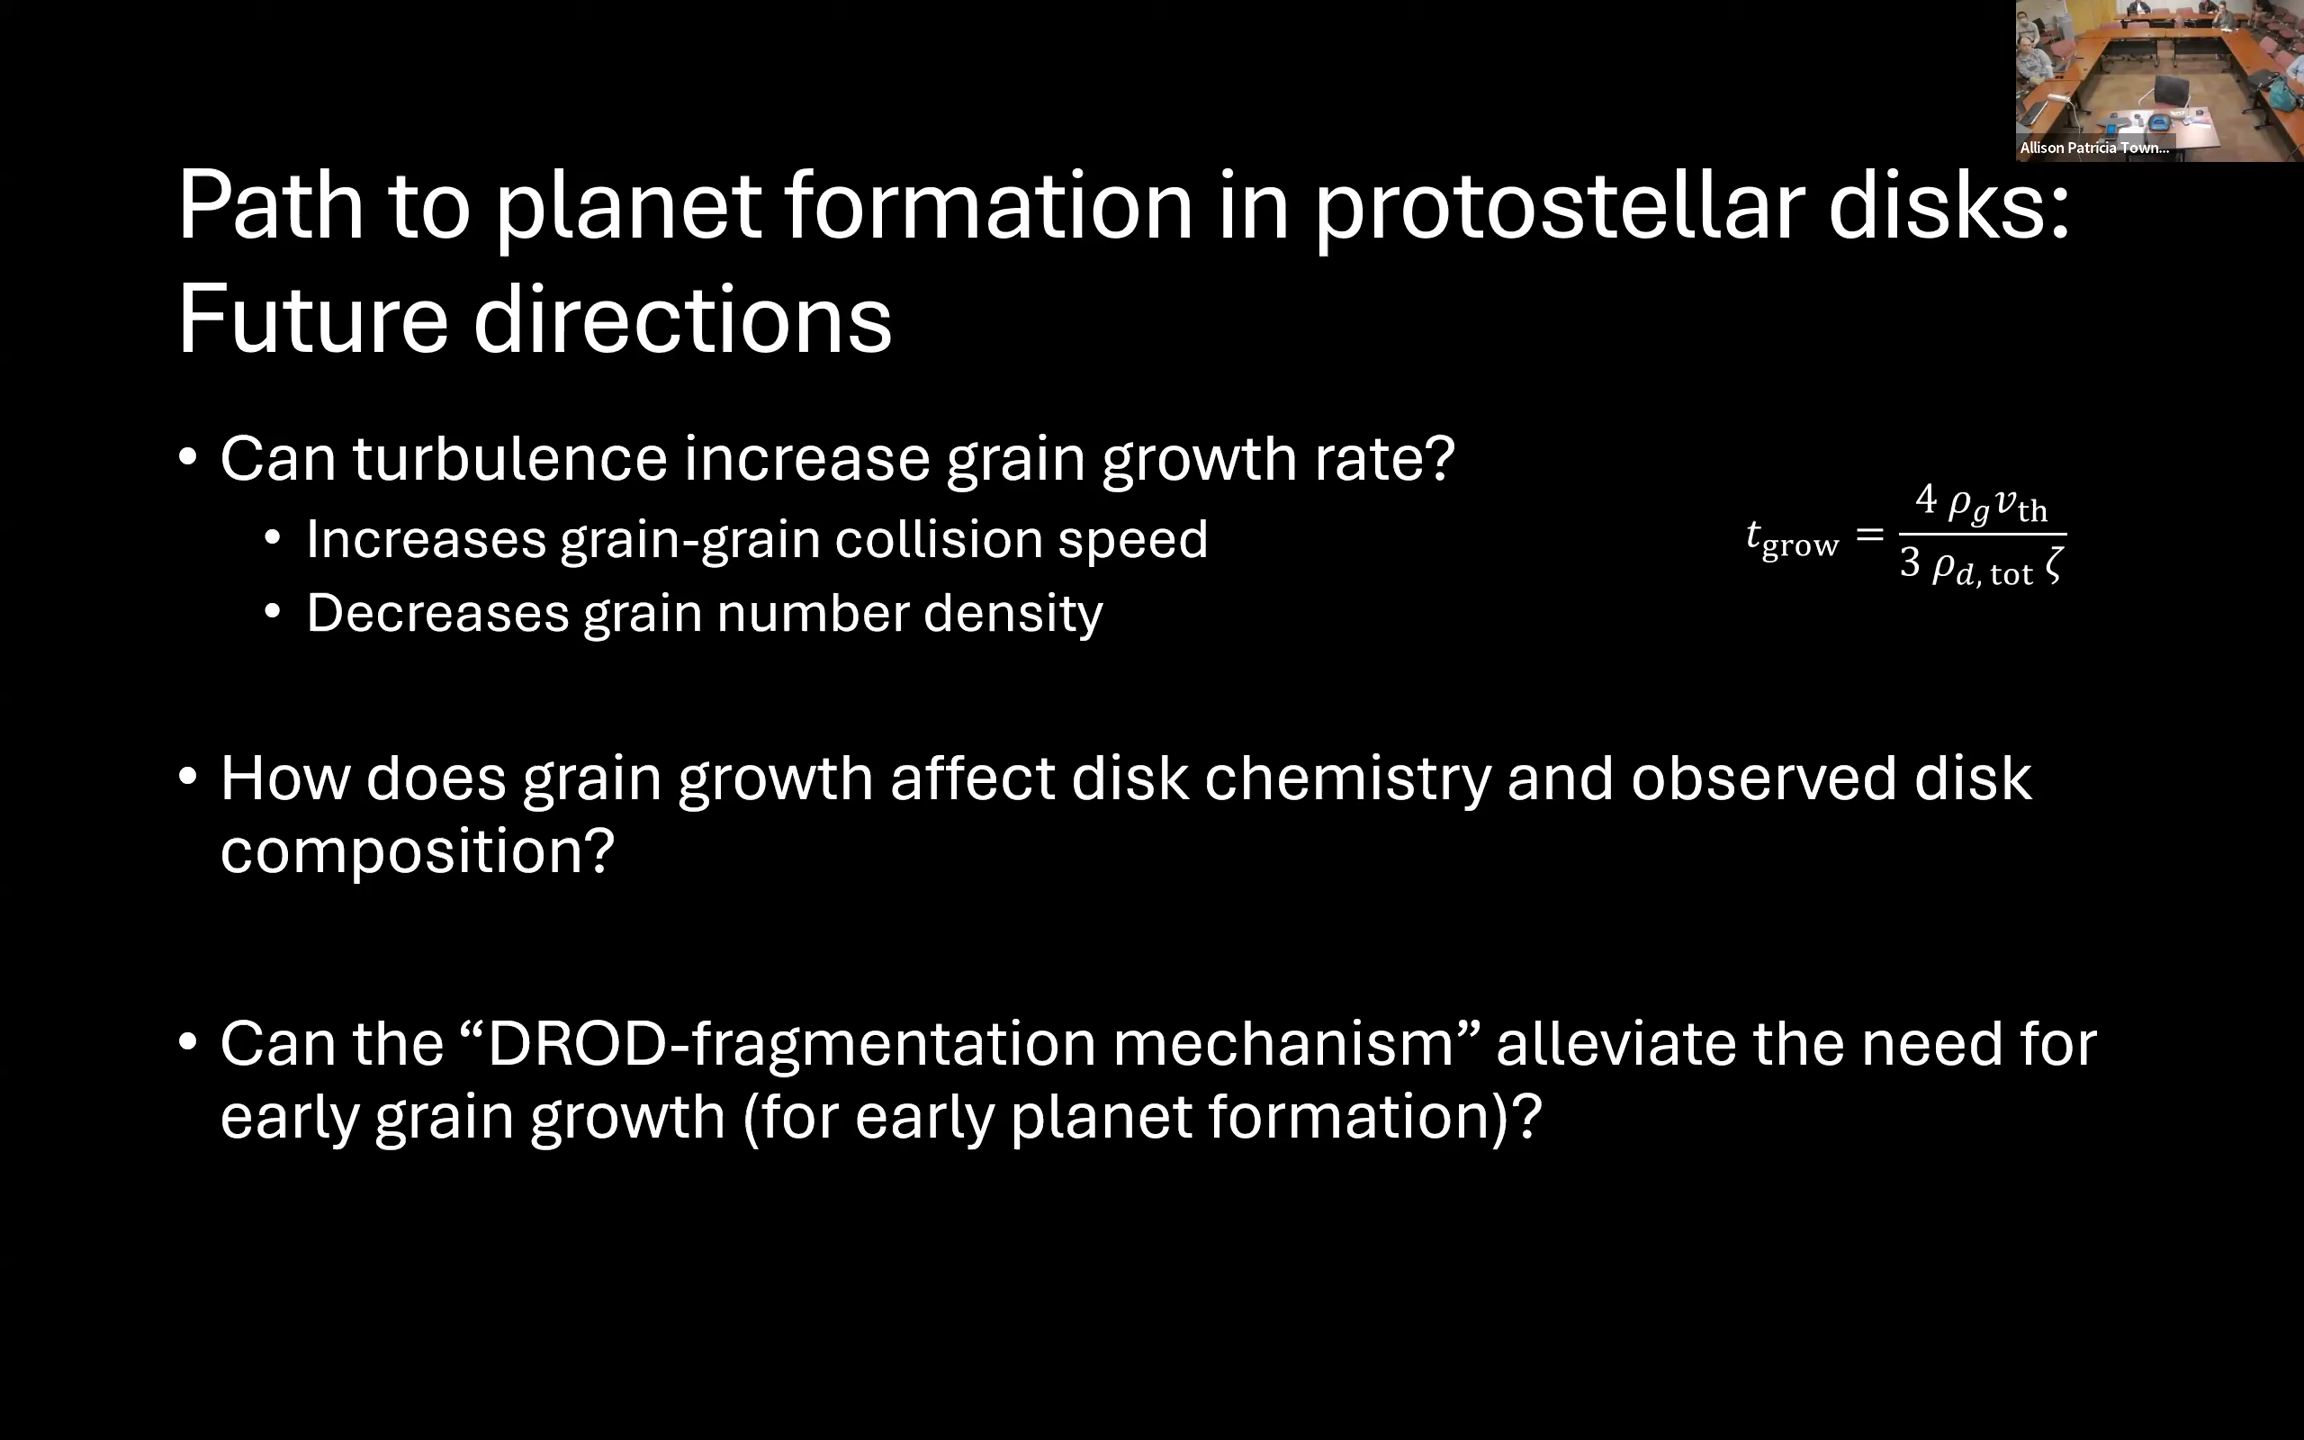 Allison Patricia Town...
Path to planet formation in protostellar disks:
Future directions
• Can turbulence increase grain growth rate?
• Increases grain-grain collision speed
• Decreases grain number density
t_grow = 4 ρ_g v_th / 3 ρ_d, tot ζ
• How does grain growth affect disk chemistry and observed disk
composition?
• Can the “DROD-fragmentation mechanism” alleviate the need for
early grain growth (for early planet formation)?